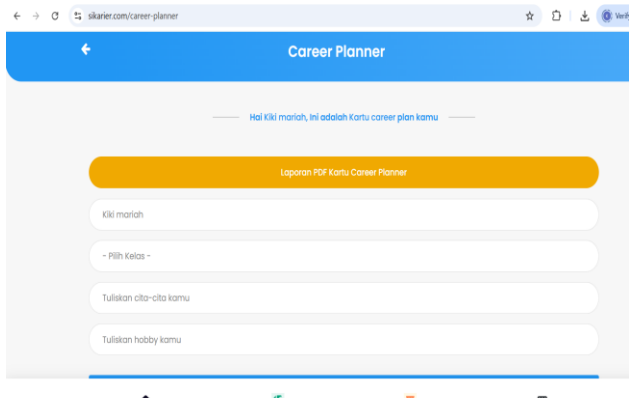 sikarier.com/career-planner
Verify
Career Planner
Hai Kiki mariah, Ini adalah Kartu career plan kamu
Laporan PDF Kartu Career Planner
Kiki mariah
- Pilih Kelas -
Tuliskan cita-cita kamu
Tuliskan hobby kamu